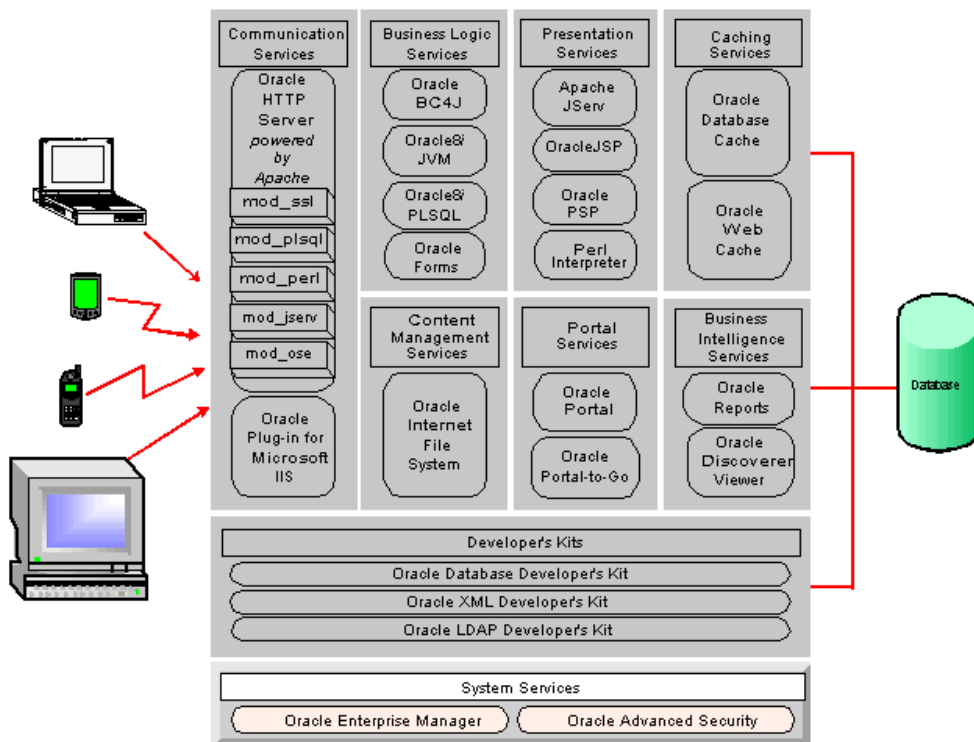 Communication
Services
Oracle
HTTP
Server
powered
by
Apache
mod_ssl
mod_plsql
mod_perl
mod_jserv
mod_ose
Oracle
Plug-in for
Microsoft
IIS
Business Logic
Services
Oracle
BC4J
Oracle8i
JVM
Oracle8i
PLSQL
Oracle
Forms
Presentation
Services
Apache
JServ
OracleJSP
Oracle
PSP
Perl
Interpreter
Caching
Services
Oracle
Database
Cache
Oracle
Web
Cache
Content
Management
Services
Oracle
Internet
File
System
Portal
Services
Oracle
Portal
Oracle
Portal-to-Go
Business
Intelligence
Services
Oracle
Reports
Oracle
Discoverer
Viewer
Database
Developer's Kits
Oracle Database Developer's Kit
Oracle XML Developer's Kit
Oracle LDAP Developer's Kit
System Services
Oracle Enterprise Manager
Oracle Advanced Security